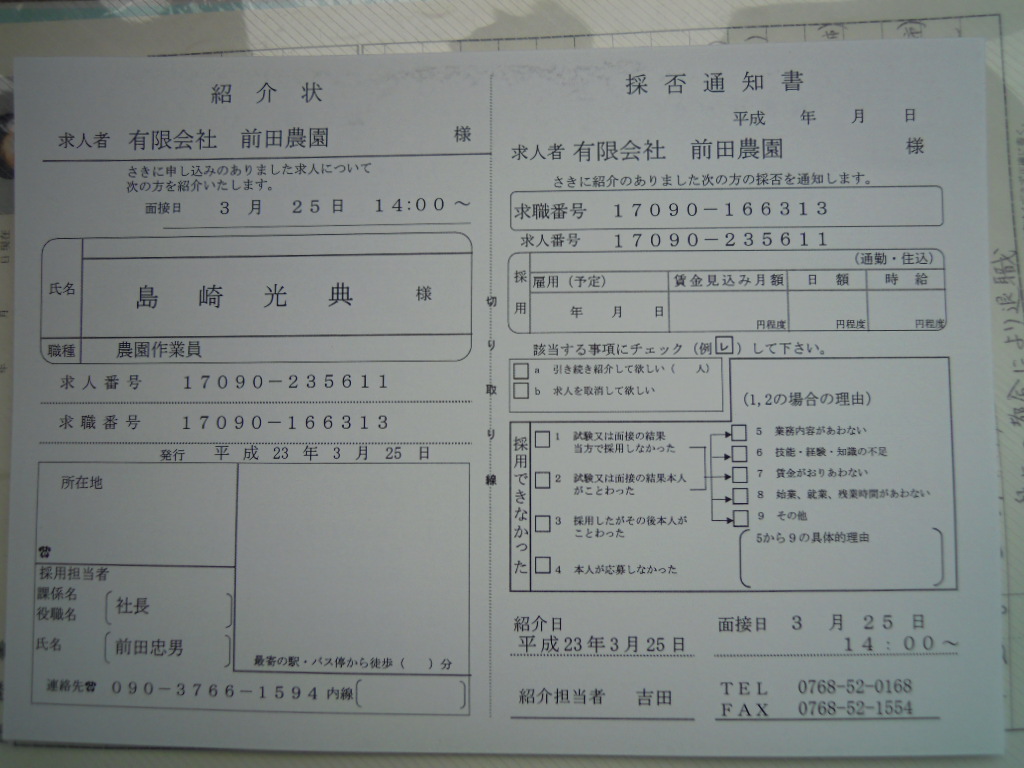 紹介状
求人者 有限会社 前田農園 様
さきに申し込みのありました求人について
次の方を紹介いたします。
面接日 3月 25日 14:00~
氏名 島崎光典 様
職種 農園作業員
求人番号 17090-235611
求職番号 17090-166313
発行 平成23年3月25日
所在地
☎
採用担当者
課係名
役職名 社長
氏名 前田忠男
最寄の駅・バス停から徒歩( )分
連絡先☎ 090-3766-1594 内線
切り取り線
採否通知書
平成 年 月 日
求人者 有限会社 前田農園 様
さきに紹介のありました次の方の採否を通知します。
求職番号 17090-166313
求人番号 17090-235611
採用
(通勤・住込)
雇用(予定) 賃金見込み月額 日額 時給
年 月 日 円程度 円程度 円程度
該当する事項にチェック(例レ)して下さい。
a 引き続き紹介して欲しい( 人)
b 求人を取消して欲しい
採用できなかった
1 試験又は面接の結果
当方で採用しなかった
2 試験又は面接の結果本人
がことわった
3 採用したがその後本人が
ことわった
4 本人が応募しなかった
(1,2の場合の理由)
5 業務内容があわない
6 技能・経験・知識の不足
7 賃金がおりあわない
8 始業、就業、残業時間があわない
9 その他
5から9の具体的理由
紹介日
平成23年3月25日
面接日 3月25日
14:00~
紹介担当者 吉田
TEL 0768-52-0168
FAX 0768-52-1554